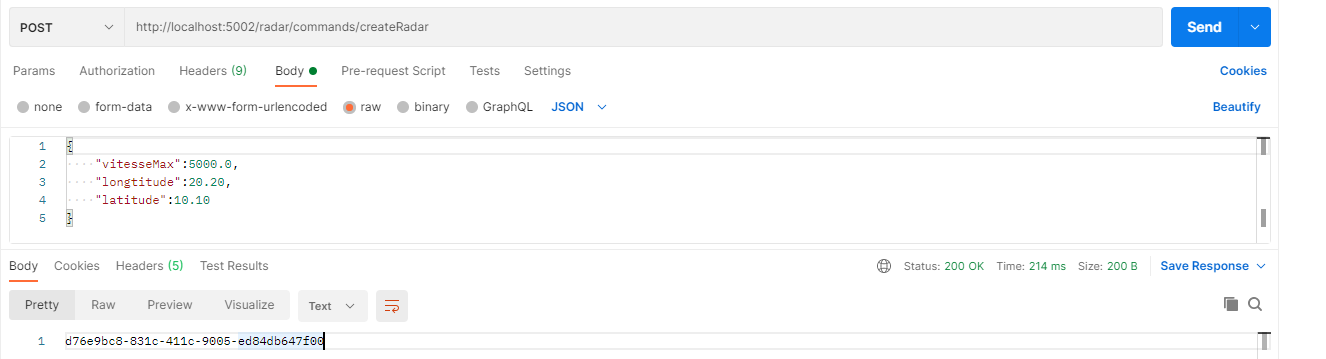 POST http://localhost:5002/radar/commands/createRadar Send
Params Authorization Headers (9) Body Pre-request Script Tests Settings Cookies
none form-data x-www-form-urlencoded raw binary GraphQL JSON Beautify
1 {
2 ····"vitesseMax":5000.0,
3 ····"longtitude":20.20,
4 ····"latitude":10.10
5 }
Body Cookies Headers (5) Test Results Status: 200 OK Time: 214 ms Size: 200 B Save Response
Pretty Raw Preview Visualize Text
1 d76e9bc8-831c-411c-9005-ed84db647f00